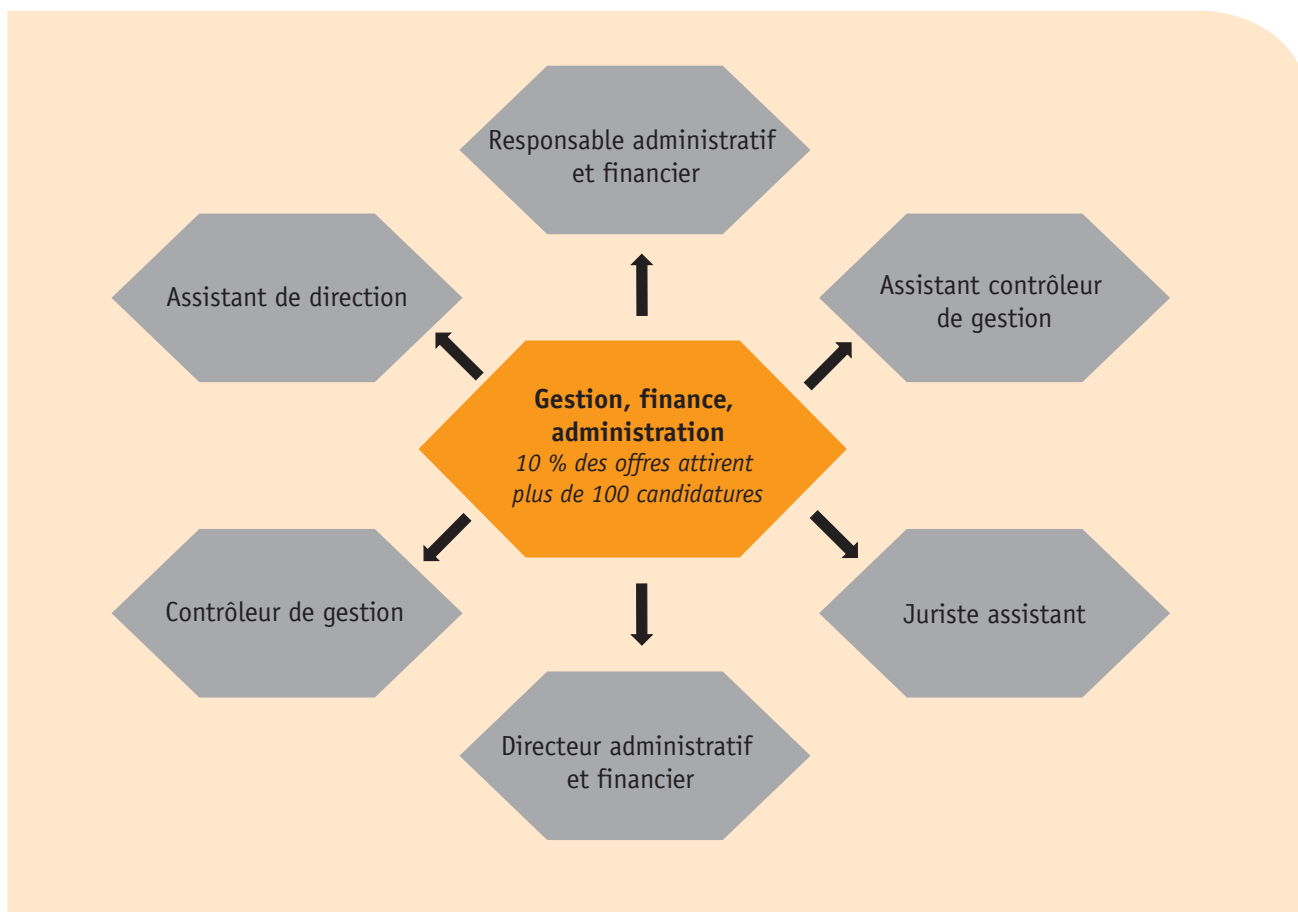 Responsable administratif
et financier
Assistant de direction
Assistant contrôleur
de gestion
Gestion, finance,
administration
10 % des offres attirent
plus de 100 candidatures
Contrôleur de gestion
Juriste assistant
Directeur administratif
et financier